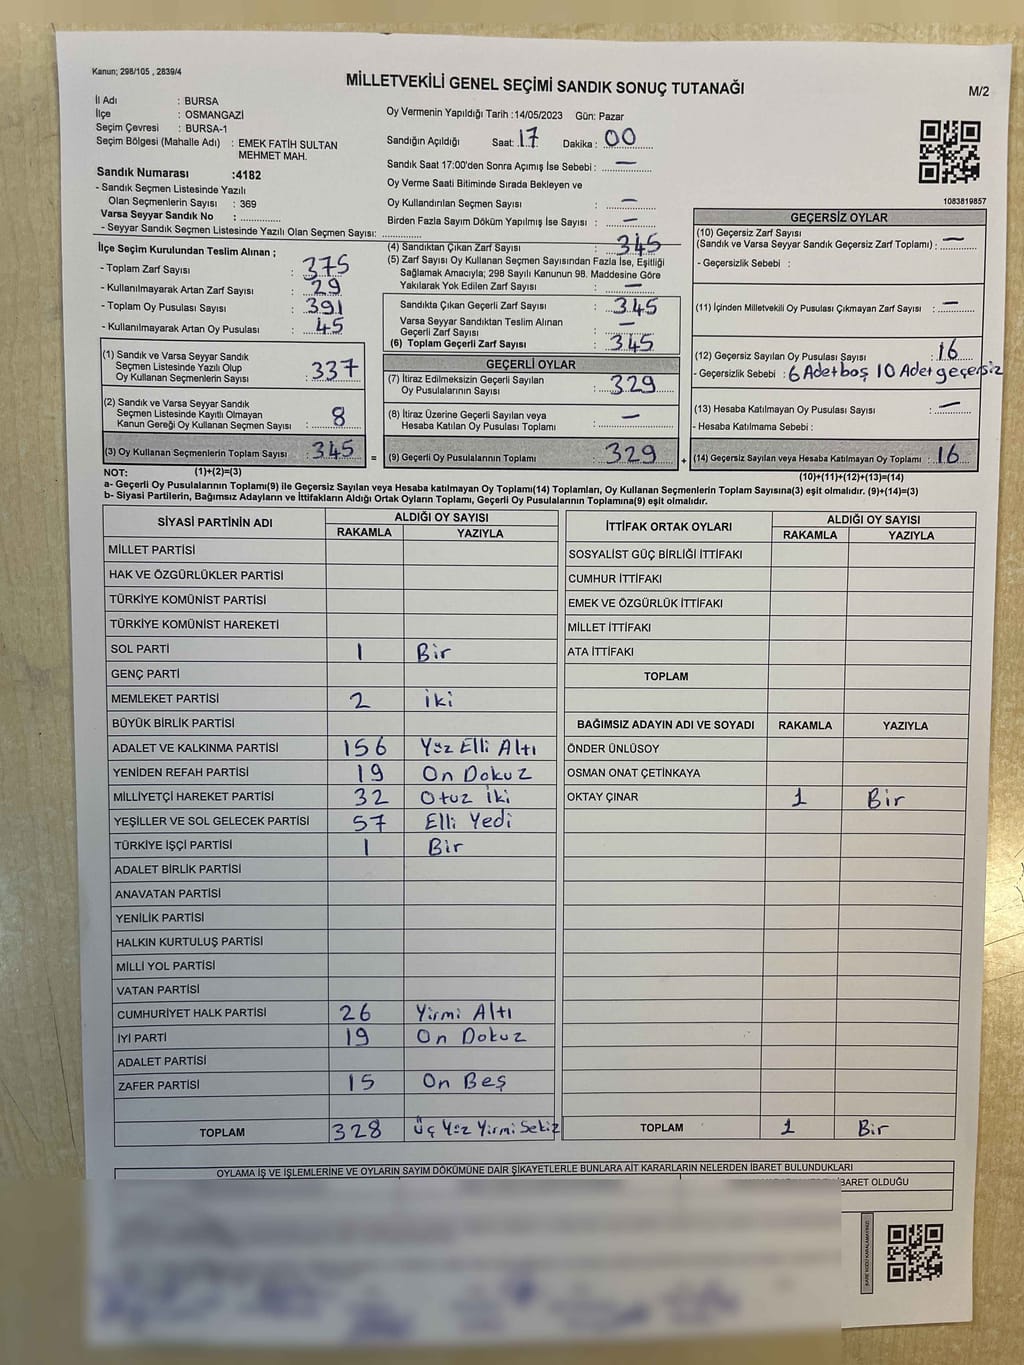 Kanun; 298/105 , 2839/4
MİLLETVEKİLİ GENEL SEÇİMİ SANDIK SONUÇ TUTANAĞI
M/2
İl Adı : BURSA
İlçe : OSMANGAZİ
Seçim Çevresi : BURSA-1
Seçim Bölgesi (Mahalle Adı) : EMEK FATİH SULTAN
MEHMET MAH.
Sandık Numarası :4182
- Sandık Seçmen Listesinde Yazılı
Olan Seçmenlerin Sayısı : 369
Varsa Seyyar Sandık No : ..............
- Seyyar Sandık Seçmen Listesinde Yazılı Olan Seçmen Sayısı: ..............
Oy Vermenin Yapıldığı Tarih :14/05/2023 Gün: Pazar
Sandığın Açıldığı Saat: 17 Dakika : 00
Sandık Saat 17:00'den Sonra Açımış İse Sebebi : —
Oy Verme Saati Bitiminde Sırada Bekleyen ve
Oy Kullandırılan Seçmen Sayısı : —
Birden Fazla Sayım Döküm Yapılmış İse Sayısı : —
1083819857
İlçe Seçim Kurulundan Teslim Alınan ;
- Toplam Zarf Sayısı : 375
- Kullanılmayarak Artan Zarf Sayısı : 29
- Toplam Oy Pusulası Sayısı : 391
- Kullanılmayarak Artan Oy Pusulası : 45
(4) Sandıktan Çıkan Zarf Sayısı : 345
(5) Zarf Sayısı Oy Kullanan Seçmen Sayısından Fazla İse, Eşitliği
Sağlamak Amacıyla; 298 Sayılı Kanunun 98. Maddesine Göre
Yakılarak Yok Edilen Zarf Sayısı : —
Sandıkta Çıkan Geçerli Zarf Sayısı : 345
Varsa Seyyar Sandıktan Teslim Alınan
Geçerli Zarf Sayısı : —
(6) Toplam Geçerli Zarf Sayısı : 345
GEÇERSİZ OYLAR
(10) Geçersiz Zarf Sayısı
(Sandık ve Varsa Seyyar Sandık Geçersiz Zarf Toplamı) : —
- Geçersizlik Sebebi :
(11) İçinden Milletvekili Oy Pusulası Çıkmayan Zarf Sayısı : —
(12) Geçersiz Sayılan Oy Pusulası Sayısı : 16
- Geçersizlik Sebebi : 6 Adet boş 10 Adet geçersiz
(13) Hesaba Katılmayan Oy Pusulası Sayısı : —
- Hesaba Katılmama Sebebi :
(14) Geçersiz Sayılan veya Hesaba Katılmayan Oy Toplamı : 16
(10)+(11)+(12)+(13)=(14)
(1) Sandık ve Varsa Seyyar Sandık
Seçmen Listesinde Yazılı Olup
Oy Kullanan Seçmenlerin Sayısı : 337
(2) Sandık ve Varsa Seyyar Sandık
Seçmen Listesinde Kayıtlı Olmayan
Kanun Gereği Oy Kullanan Seçmen Sayısı : 8
(3) Oy Kullanan Seçmenlerin Toplam Sayısı : 345 =
(1)+(2)=(3)
GEÇERLİ OYLAR
(7) İtiraz Edilmeksizin Geçerli Sayılan
Oy Pusulalarının Sayısı : 329
(8) İtiraz Üzerine Geçerli Sayılan veya
Hesaba Katılan Oy Pusulası Toplamı : —
(9) Geçerli Oy Pusulalarının Toplamı : 329 +
NOT:
a- Geçerli Oy Pusulalarının Toplamı(9) ile Geçersiz Sayılan veya Hesaba katılmayan Oy Toplamı(14) Toplamları, Oy Kullanan Seçmenlerin Toplam Sayısına(3) eşit olmalıdır. (9)+(14)=(3)
b- Siyasi Partilerin, Bağımsız Adayların ve İttifakların Aldığı Ortak Oyların Toplamı, Geçerli Oy Pusulalarının Toplamına(9) eşit olmalıdır.
SİYASİ PARTİNİN ADI ALDIĞI OY SAYISI
RAKAMLA YAZIYLA
MİLLET PARTİSİ
HAK VE ÖZGÜRLÜKLER PARTİSİ
TÜRKİYE KOMÜNİST PARTİSİ
TÜRKİYE KOMÜNİST HAREKETİ
SOL PARTİ 1 Bir
GENÇ PARTİ
MEMLEKET PARTİSİ 2 İki
BÜYÜK BİRLİK PARTİSİ
ADALET VE KALKINMA PARTİSİ 156 Yüz Elli Altı
YENİDEN REFAH PARTİSİ 19 On Dokuz
MİLLİYETÇİ HAREKET PARTİSİ 32 Otuz İki
YEŞİLLER VE SOL GELECEK PARTİSİ 57 Elli Yedi
TÜRKİYE İŞÇİ PARTİSİ 1 Bir
ADALET BİRLİK PARTİSİ
ANAVATAN PARTİSİ
YENİLİK PARTİSİ
HALKIN KURTULUŞ PARTİSİ
MİLLİ YOL PARTİSİ
VATAN PARTİSİ
CUMHURİYET HALK PARTİSİ 26 Yirmi Altı
İYİ PARTİ 19 On Dokuz
ADALET PARTİSİ
ZAFER PARTİSİ 15 On Beş
TOPLAM 328 Üç Yüz Yirmi Sekiz
İTTİFAK ORTAK OYLARI ALDIĞI OY SAYISI
RAKAMLA YAZIYLA
SOSYALİST GÜÇ BİRLİĞİ İTTİFAKI
CUMHUR İTTİFAKI
EMEK VE ÖZGÜRLÜK İTTİFAKI
MİLLET İTTİFAKI
ATA İTTİFAKI
TOPLAM
BAĞIMSIZ ADAYIN ADI VE SOYADI RAKAMLA YAZIYLA
ÖNDER ÜNLÜSOY
OSMAN ONAT ÇETİNKAYA
OKTAY ÇINAR 1 Bir
TOPLAM 1 Bir
OYLAMA İŞ VE İŞLEMLERİNE VE OYLARIN SAYIM DÖKÜMÜNE DAİR ŞİKAYETLERLE BUNLARA AİT KARARLARIN NELERDEN İBARET BULUNDUKLARI
İBARET OLDUĞU